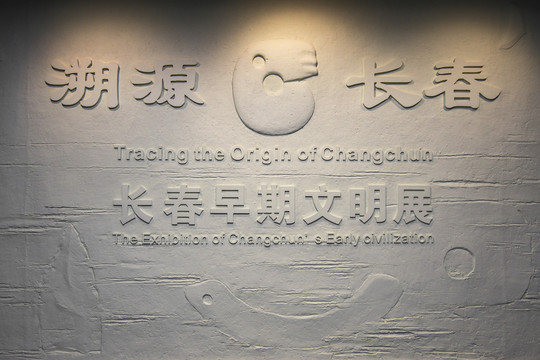 溯源长春
Tracing the Origin of Changchun
长春早期文明展
The Exhibition of Changchun's Early civilization